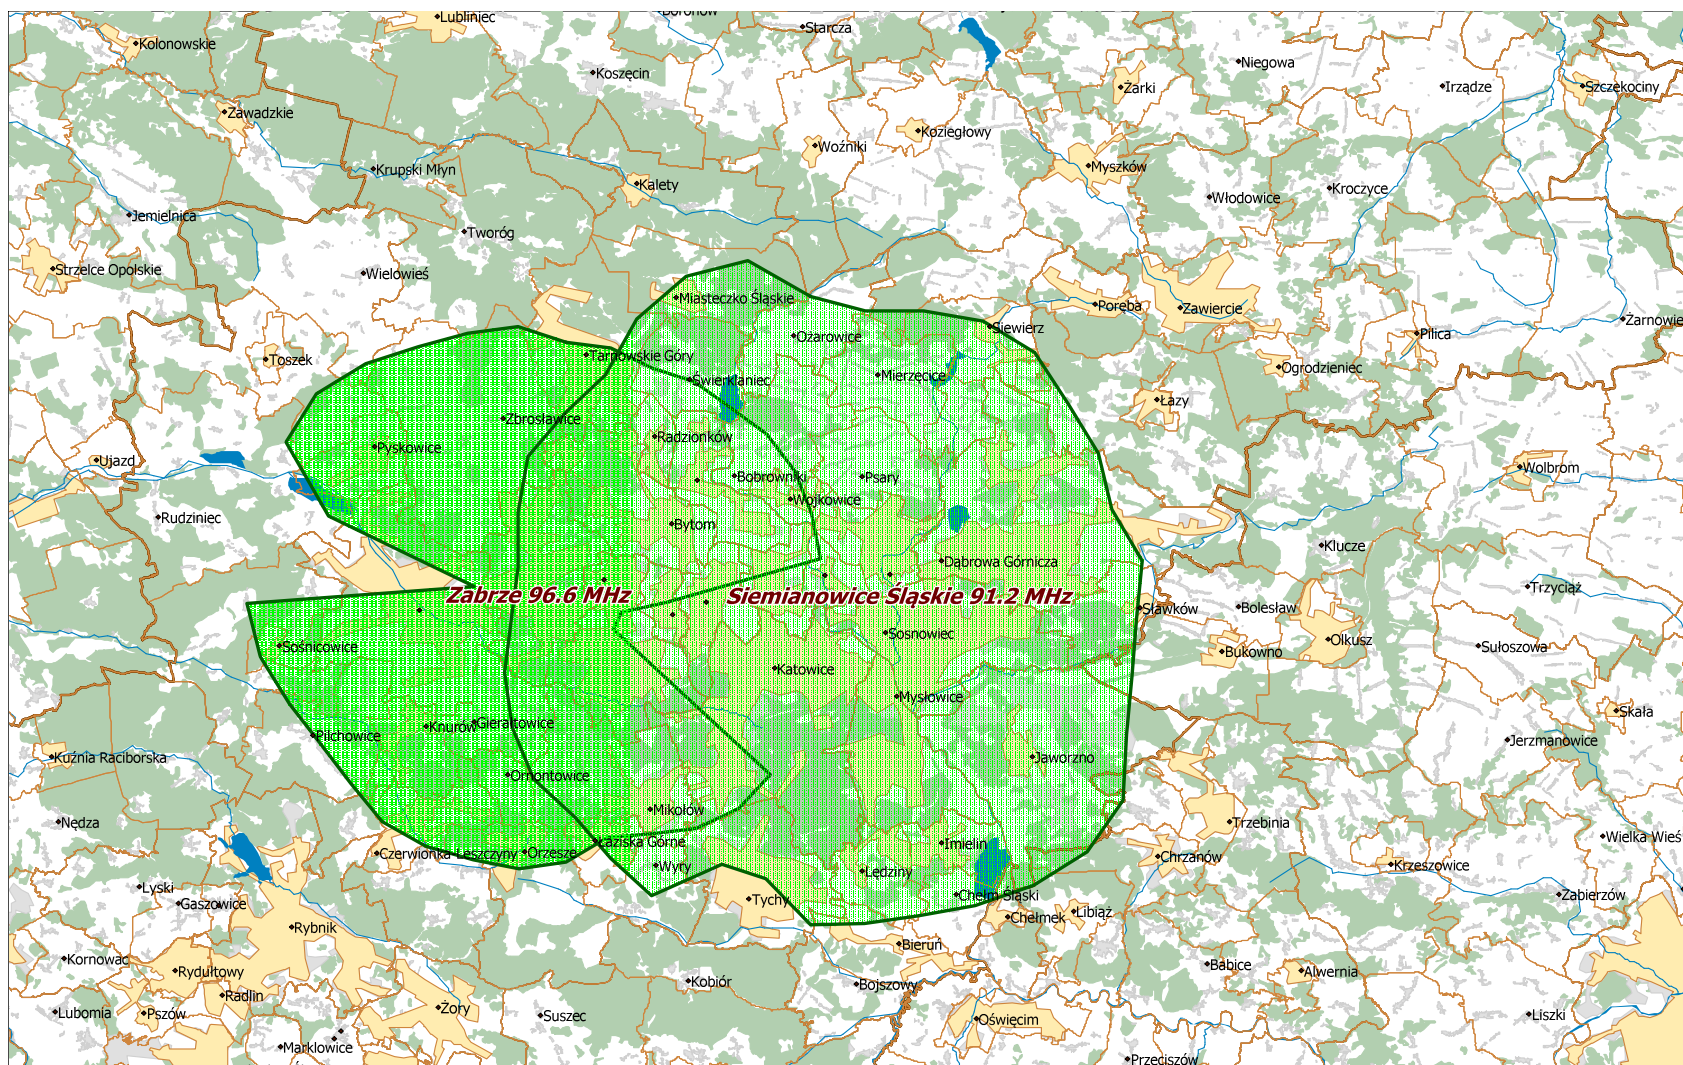 Lubliniec
Starcza
Kolonowskie
Koszęcin
Niegowa
Żarki
Irządze
Szczekociny
Zawadzkie
Koziegłowy
Woźniki
Myszków
Krupski Młyn
Kalety
Włodowice
Kroczyce
Jemielnica
Tworóg
Strzelce Opolskie
Wielowieś
Miasteczko Śląskie
Poręba
Zawiercie
Siewierz
Żarnowie
Ożarowice
Pilica
Toszek
Tarnowskie Góry
Ogrodzieniec
Mierzęcice
Świerklaniec
Łazy
Zbrosławice
Radzionków
Pyskowice
Ujazd
Wolbrom
Bobrowniki
Psary
Wojkowice
Rudziniec
Bytom
Klucze
Dąbrowa Górnicza
Trzyciąż
Zabrze 96.6 MHz
Siemianowice Śląskie 91.2 MHz
Sławków
Bolesław
Sosnowiec
Olkusz
Sośnicowice
Bukowno
Sułoszowa
Katowice
Mysłowice
Skała
Knurów
Gierałtowice
Pilchowice
Jerzmanowice
Kuźnia Raciborska
Jaworzno
Ornontowice
Mikołów
Nędza
Trzebinia
Wielka Wieś
Łaziska Górne
Imielin
Czerwionka-Leszczyny
Orzesze
Chrzanów
Wyry
Krzeszowice
Lędziny
Lyski
Chełm Śląski
Zabierzów
Gaszowice
Tychy
Libiąż
Chełmek
Rybnik
Bieruń
Kornowac
Babice
Rydułtowy
Alwernia
Kobiór
Bojszowy
Radlin
Żory
Lubomia
Pszów
Suszec
Oświęcim
Liszki
Marklowice
Przeciszów